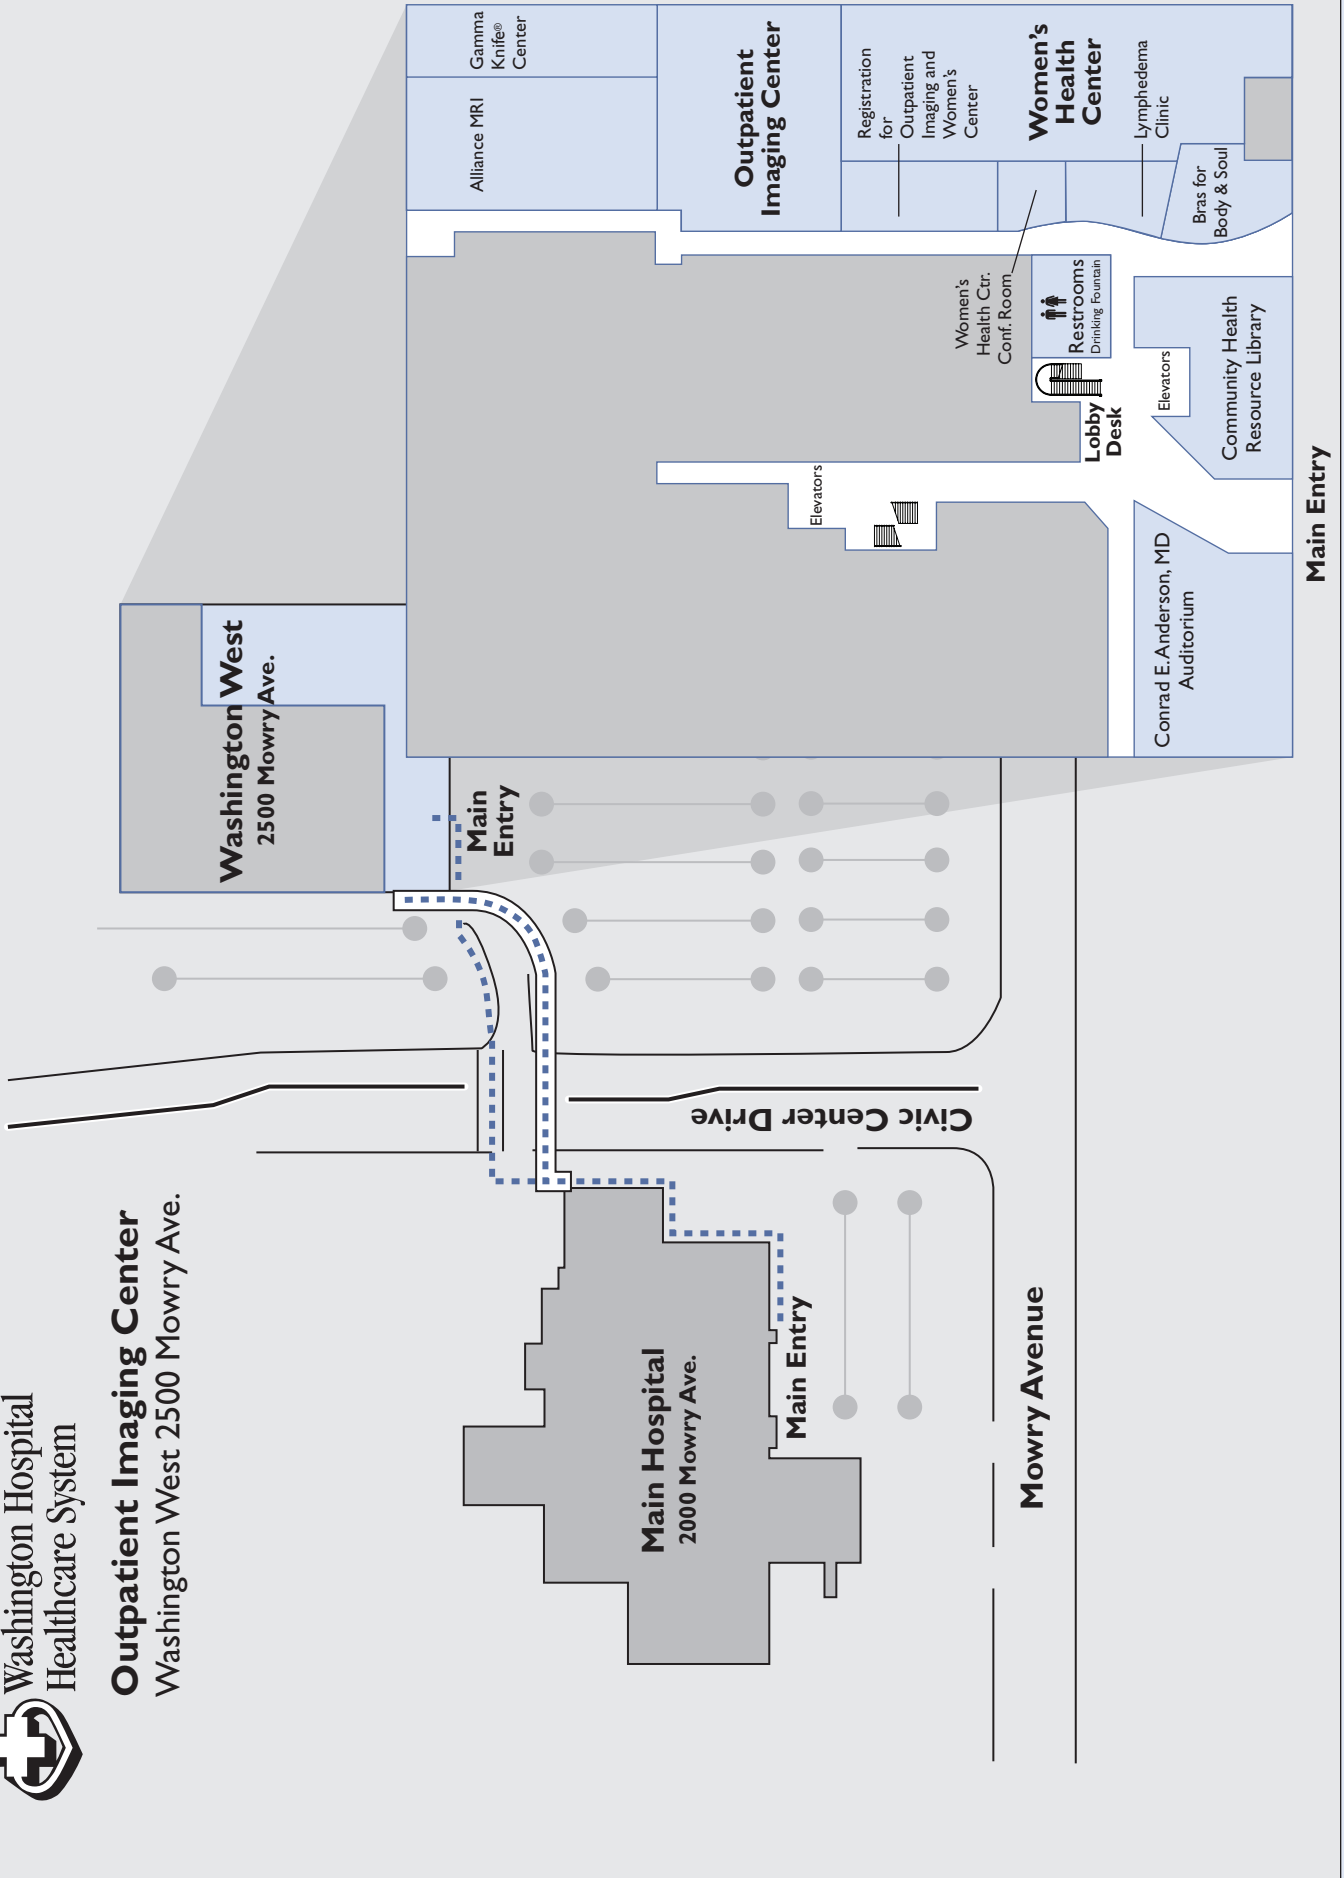 Washington Hospital
Healthcare System
Outpatient Imaging Center
Washington West 2500 Mowry Ave.
Gamma
Knife®
Center
Alliance MRI
Outpatient
Imaging Center
Registration
for
Outpatient
Imaging and
Women's
Center
Women's
Health
Center
Lymphedema
Clinic
Bras for
Body & Soul
Women's
Health Ctr.
Conf. Room
Restrooms
Drinking Fountain
Elevators
Lobby
Desk
Elevators
Community Health
Resource Library
Conrad E. Anderson, MD
Auditorium
Main Entry
Washington West
2500 Mowry Ave.
Main
Entry
Civic Center Drive
Main Hospital
2000 Mowry Ave.
Main Entry
Mowry Avenue